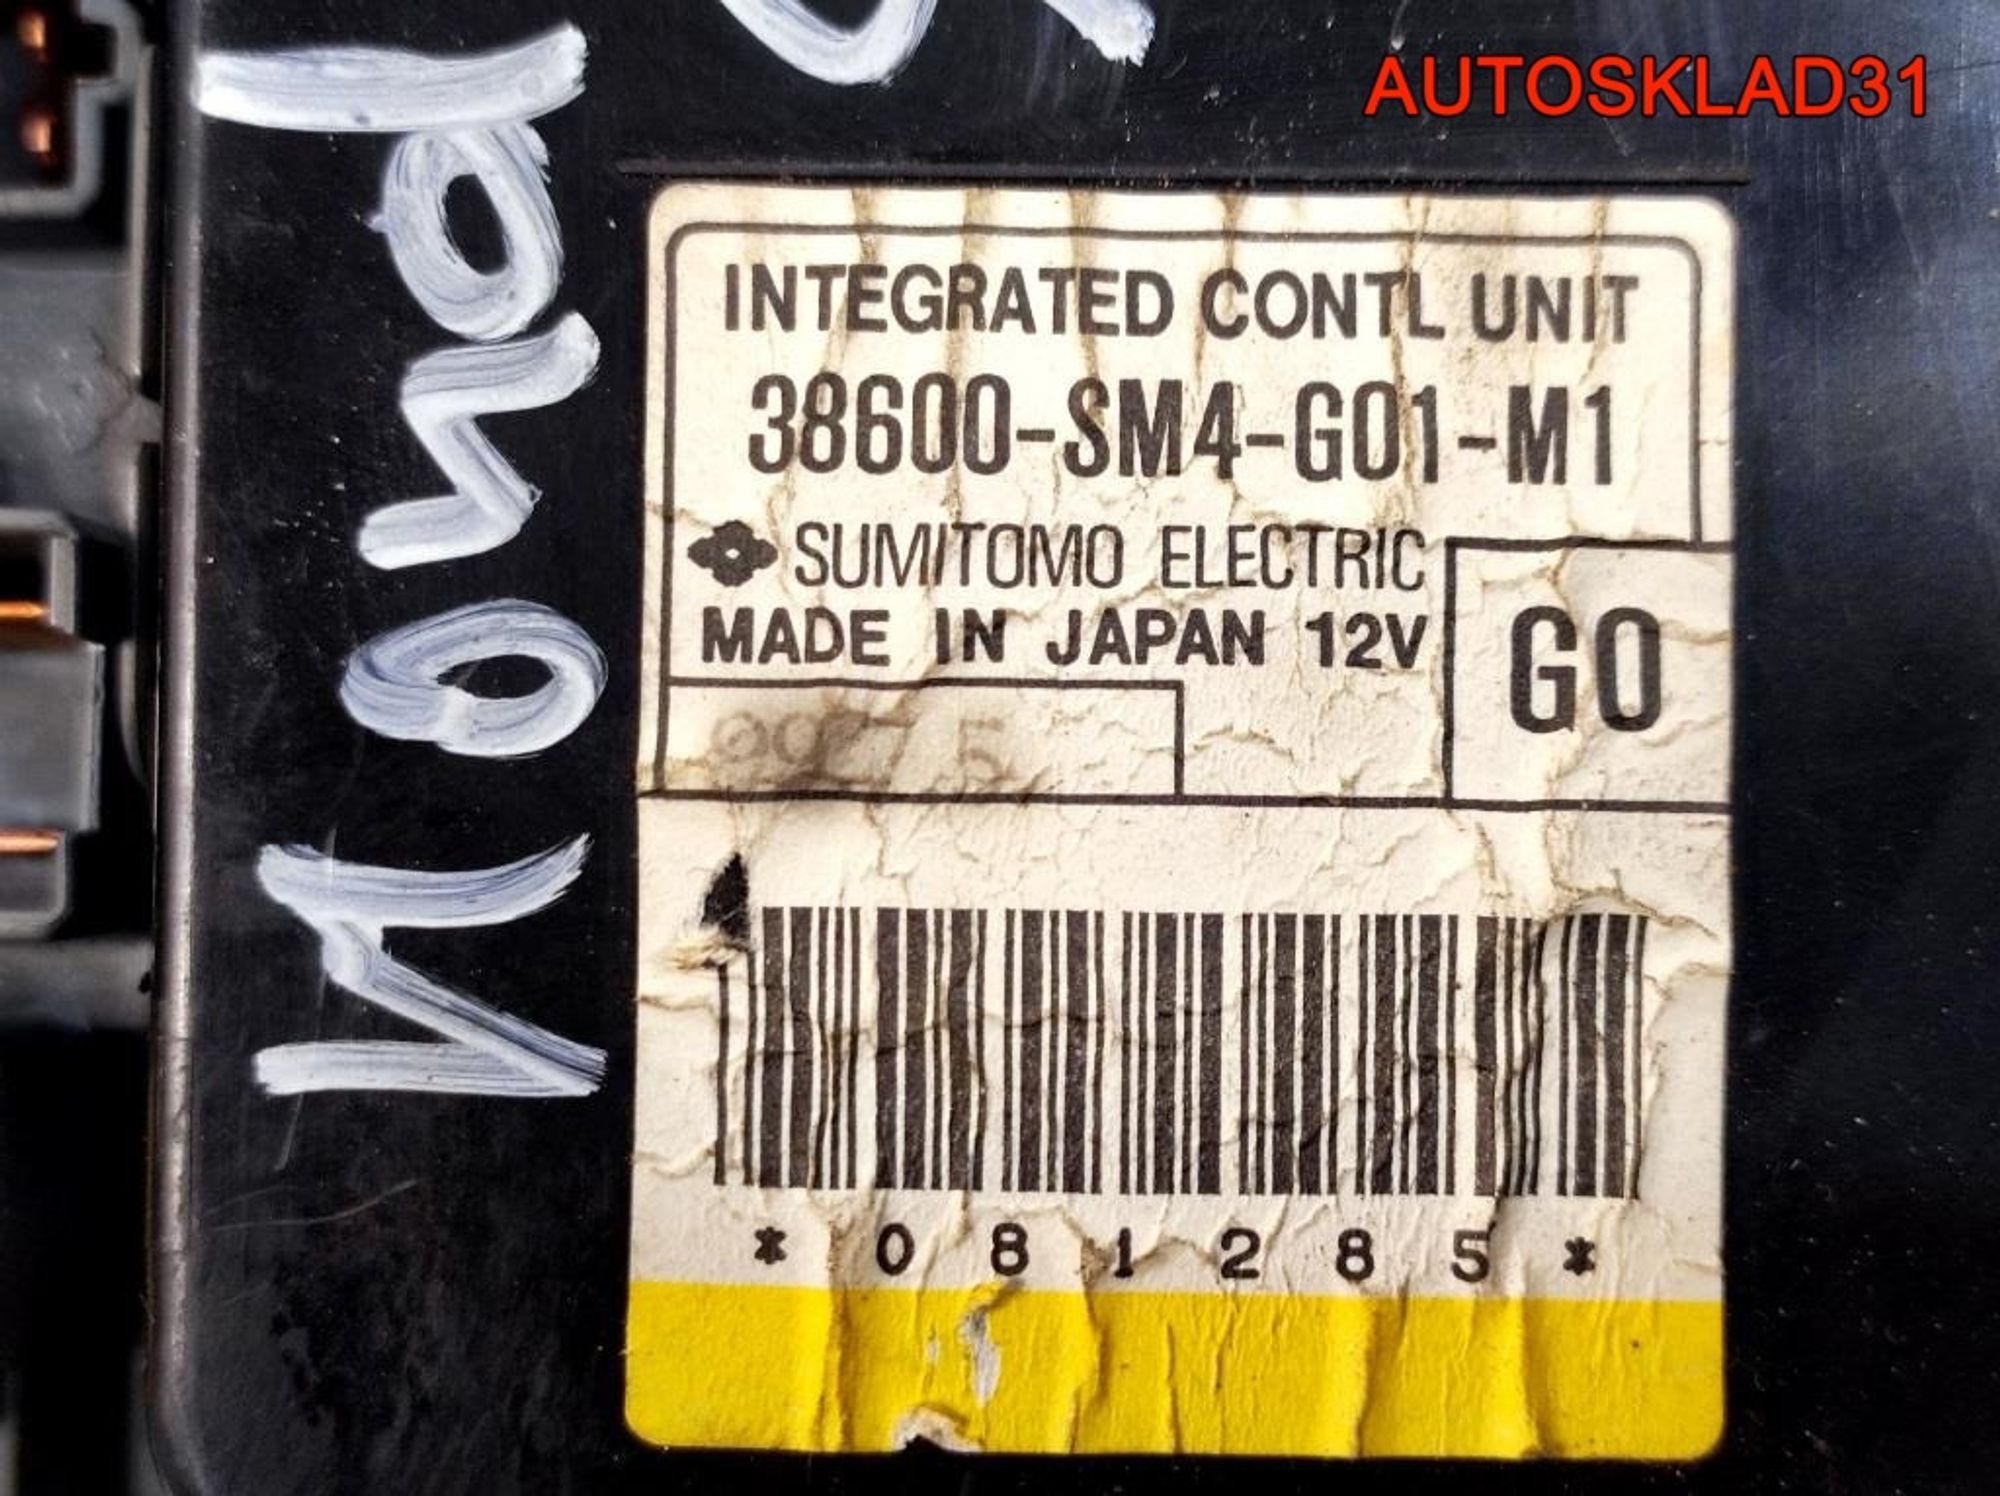 AUTOSKLAD31
INTEGRATED CONTL UNIT
38600-SM4-G01-M1
SUMITOMO ELECTRIC
MADE IN JAPAN 12V
G0
*081285*